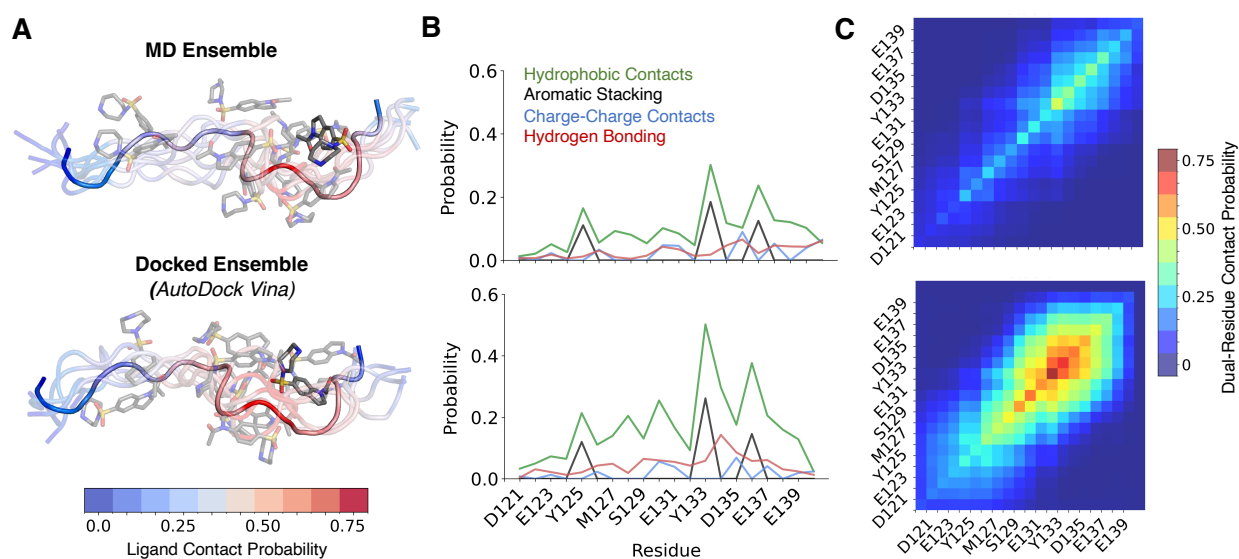 A
MD Ensemble
Docked Ensemble
(AutoDock Vina)
0.0 0.25 0.50 0.75
Ligand Contact Probability
B
Hydrophobic Contacts
Aromatic Stacking
Charge-Charge Contacts
Hydrogen Bonding
Probability
0.6
0.4
0.2
0.0
Probability
0.6
0.4
0.2
0.0
D121 E123 Y125 M127 S129 E131 Y133 D135 E137 E139
Residue
C
E139
E137
D135
Y133
E131
S129
M127
Y125
E123
D121
E139
E137
D135
Y133
E131
S129
M127
Y125
E123
D121
D121 E123 Y125 M127 S129 E131 Y133 D135 E137 E139
0.75
0.50
0.25
0
Dual-Residue Contact Probability